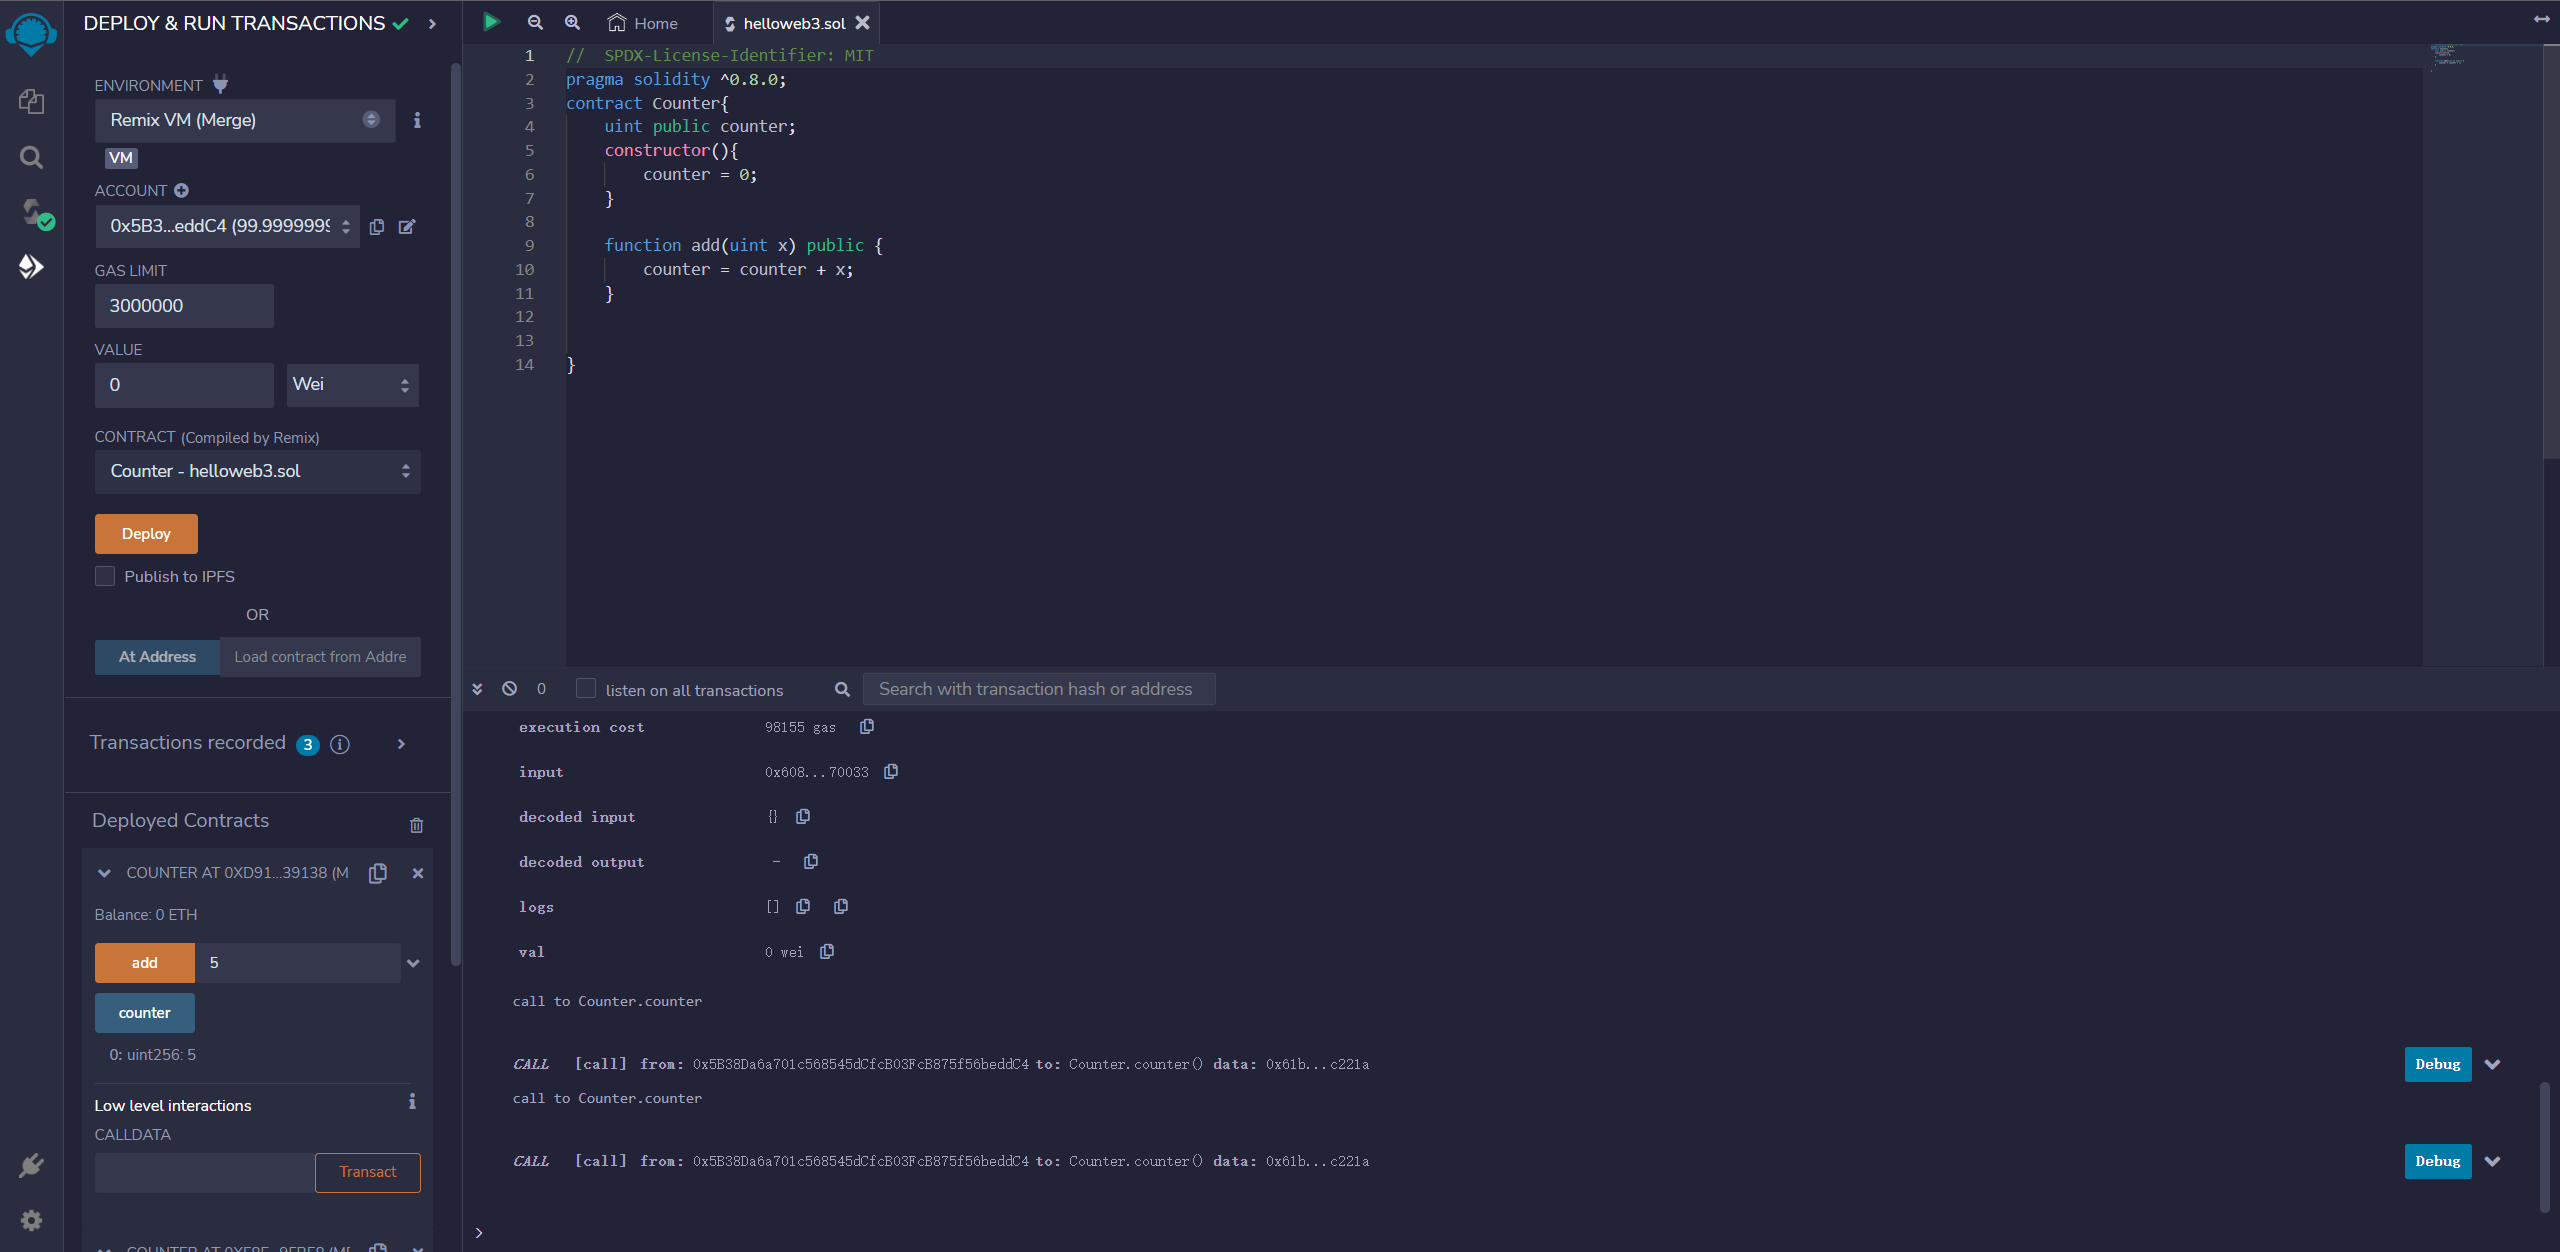 DEPLOY & RUN TRANSACTIONS
ENVIRONMENT
Remix VM (Merge)
VM
ACCOUNT
0x5B3...eddC4 (99.9999999
GAS LIMIT
3000000
VALUE
0
Wei
CONTRACT (Compiled by Remix)
Counter - helloweb3.sol
Deploy
Publish to IPFS
OR
At Address
Load contract from Addre
Transactions recorded 3
Deployed Contracts
COUNTER AT 0XD91...39138 (M
Balance: 0 ETH
add
5
counter
0: uint256: 5
Low level interactions
CALLDATA
Transact
Home
helloweb3.sol
1 // SPDX-License-Identifier: MIT
2 pragma solidity ^0.8.0;
3 contract Counter{
4 uint public counter;
5 constructor(){
6 counter = 0;
7 }
8
9 function add(uint x) public {
10 counter = counter + x;
11 }
12
13
14 }
0
listen on all transactions
Search with transaction hash or address
execution cost 98155 gas
input 0x608...70033
decoded input {}
decoded output -
logs []
val 0 wei
call to Counter.counter
CALL [call] from: 0x5B38Da6a701c568545dCfcB03FcB875f56beddC4 to: Counter.counter() data: 0x61b...c221a
Debug
call to Counter.counter
CALL [call] from: 0x5B38Da6a701c568545dCfcB03FcB875f56beddC4 to: Counter.counter() data: 0x61b...c221a
Debug
>